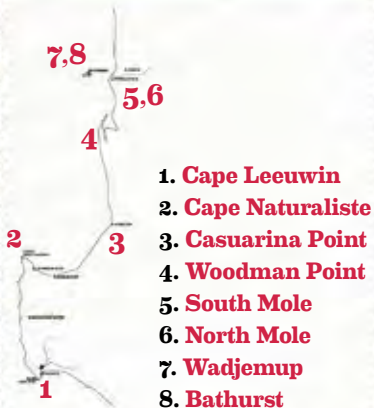 7,8
5,6
4
3
2
1
1. Cape Leeuwin
2. Cape Naturaliste
3. Casuarina Point
4. Woodman Point
5. South Mole
6. North Mole
7. Wadjemup
8. Bathurst